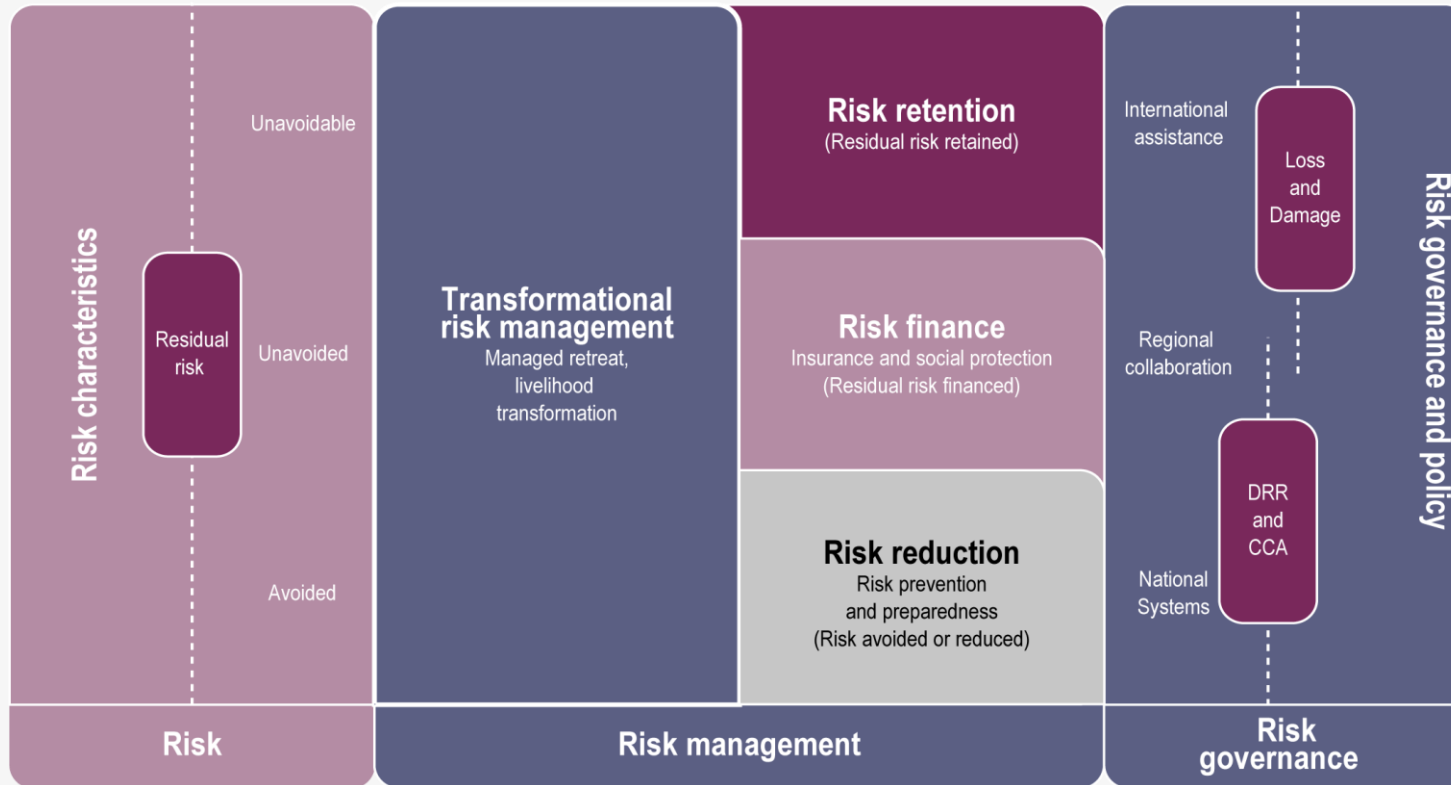 Risk characteristics
Unavoidable
Residual
risk
Unavoided
Avoided
Risk
Transformational
risk management
Managed retreat,
livelihood
transformation
Risk retention
(Residual risk retained)
Risk finance
Insurance and social protection
(Residual risk financed)
Risk reduction
Risk prevention
and preparedness
(Risk avoided or reduced)
Risk management
International
assistance
Loss
and
Damage
Regional
collaboration
DRR
and
CCA
National
Systems
Risk governance and policy
Risk
governance